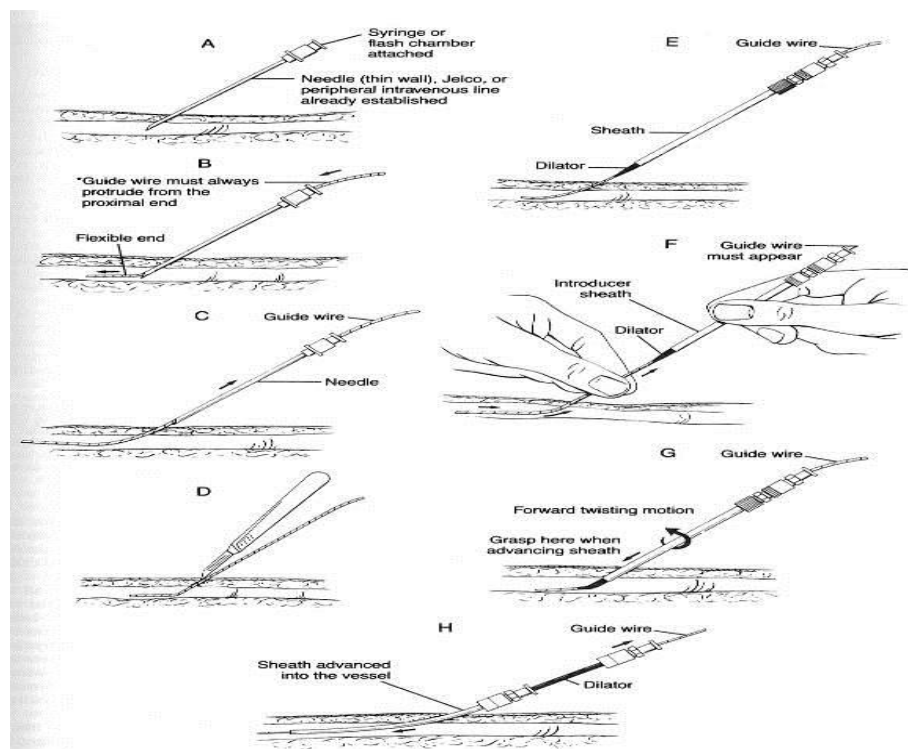 A
Syringe or
flash chamber
attached
Needle (thin wall), Jelco, or
peripheral intravenous line
already established
B
*Guide wire must always
protrude from the
proximal end
Flexible end
C
Guide wire
Needle
D
E
Guide wire
Sheath
Dilator
F
Guide wire
must appear
Introducer
sheath
Dilator
G
Guide wire
Forward twisting motion
Grasp here when
advancing sheath
H
Guide wire
Sheath advanced
into the vessel
Dilator